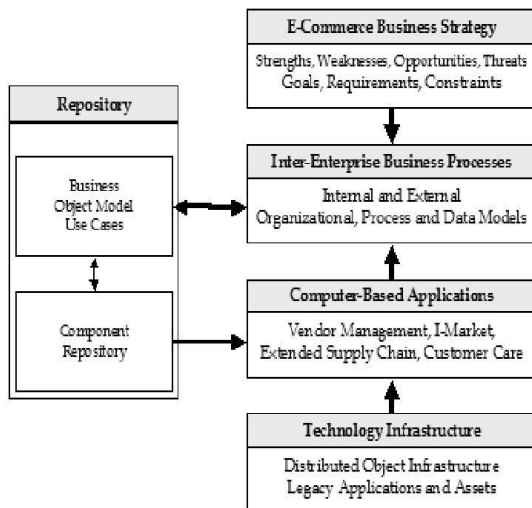 E-Commerce Business Strategy
Strengths, Weaknesses, Opportunities, Threats
Goals, Requirements, Constraints
Repository
Business
Object Model
Use Cases
Component
Repository
Inter-Enterprise Business Processes
Internal and External
Organizational, Process and Data Models
Computer-Based Applications
Vendor Management, I-Market,
Extended Supply Chain, Customer Care
Technology Infrastructure
Distributed Object Infrastructure
Legacy Applications and Assets